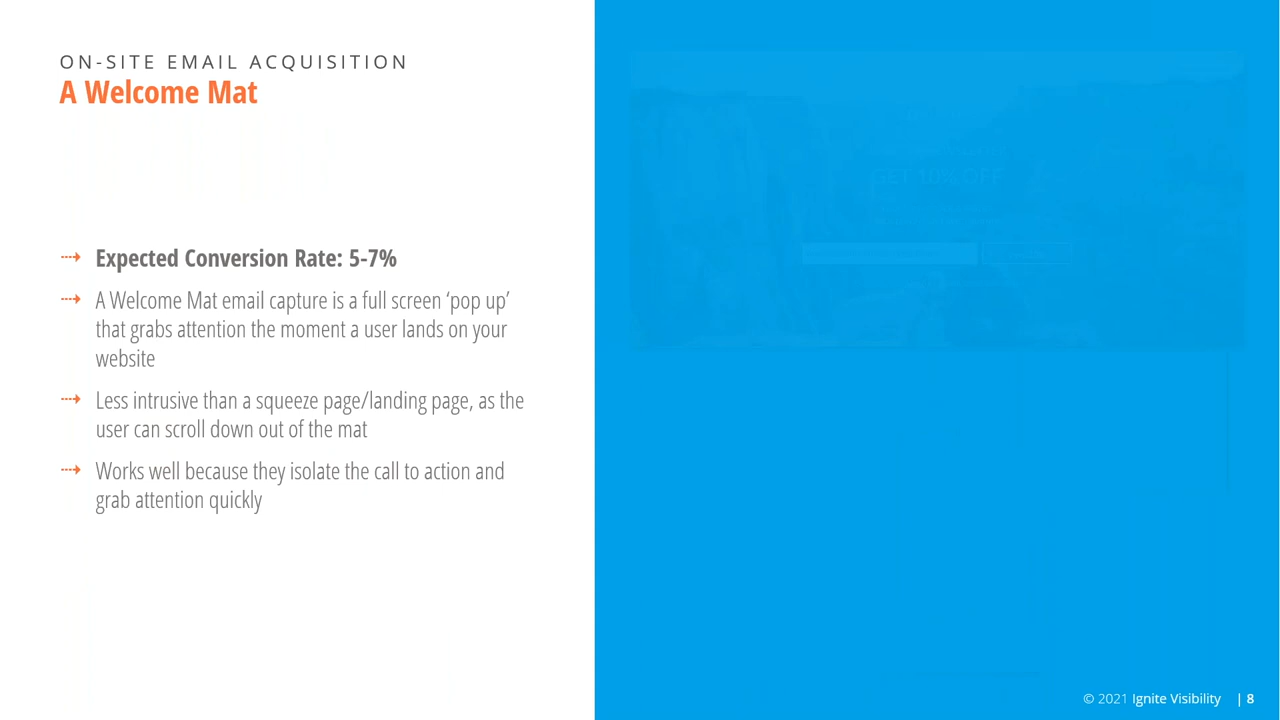 ON-SITE EMAIL ACQUISITION
A Welcome Mat
Expected Conversion Rate: 5-7%
A Welcome Mat email capture is a full screen ‘pop up’
that grabs attention the moment a user lands on your
website
Less intrusive than a squeeze page/landing page, as the
user can scroll down out of the mat
Works well because they isolate the call to action and
grab attention quickly
GET 10% OFF
© 2021 Ignite Visibility | 8